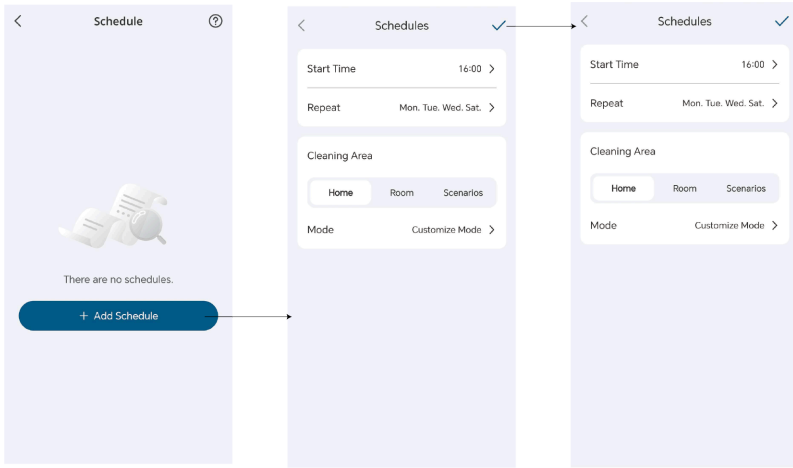 Schedule
There are no schedules.
+ Add Schedule
Schedules
Start Time 16:00
Repeat Mon. Tue. Wed. Sat.
Cleaning Area
Home Room Scenarios
Mode Customize Mode
Schedules
Start Time 16:00
Repeat Mon. Tue. Wed. Sat.
Cleaning Area
Home Room Scenarios
Mode Customize Mode